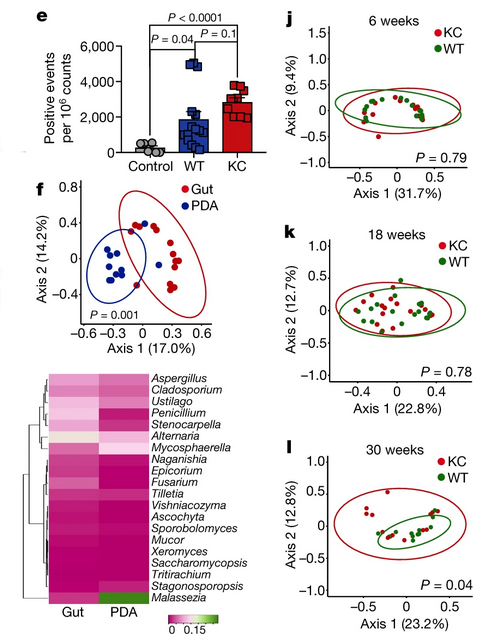 e
P < 0.0001
P = 0.04
P = 0.1
Positive events
per 10⁶ counts
6,000
4,000
2,000
0
Control WT KC
f
Gut
PDA
Axis 2 (14.2%)
0.8
0.4
0
−0.4
P = 0.001
−0.6 −0.3 0 0.3 0.6
Axis 1 (17.0%)
Aspergillus
Cladosporium
Ustilago
Penicillium
Stenocarpella
Alternaria
Mycosphaerella
Naganishia
Epicorium
Fusarium
Tilletia
Vishniacozyma
Ascochyta
Sporobolomyces
Mucor
Xeromyces
Saccharomycopsis
Tritirachium
Stagonosporopsis
Malassezia
Gut PDA
0 0.15
j
6 weeks
KC
WT
Axis 2 (9.4%)
1.5
1.0
0.5
0
−0.5
−1.0
P = 0.79
−0.5 0 0.5
Axis 1 (31.7%)
k
18 weeks
KC
WT
Axis 2 (12.7%)
1.0
0.5
0
−0.5
−1.0
P = 0.78
−0.4 0 0.4
Axis 1 (22.8%)
l
30 weeks
KC
WT
Axis 2 (12.8%)
1.0
0.5
0
−0.5
−1.0
P = 0.04
−0.5 0 0.5
Axis 1 (23.2%)